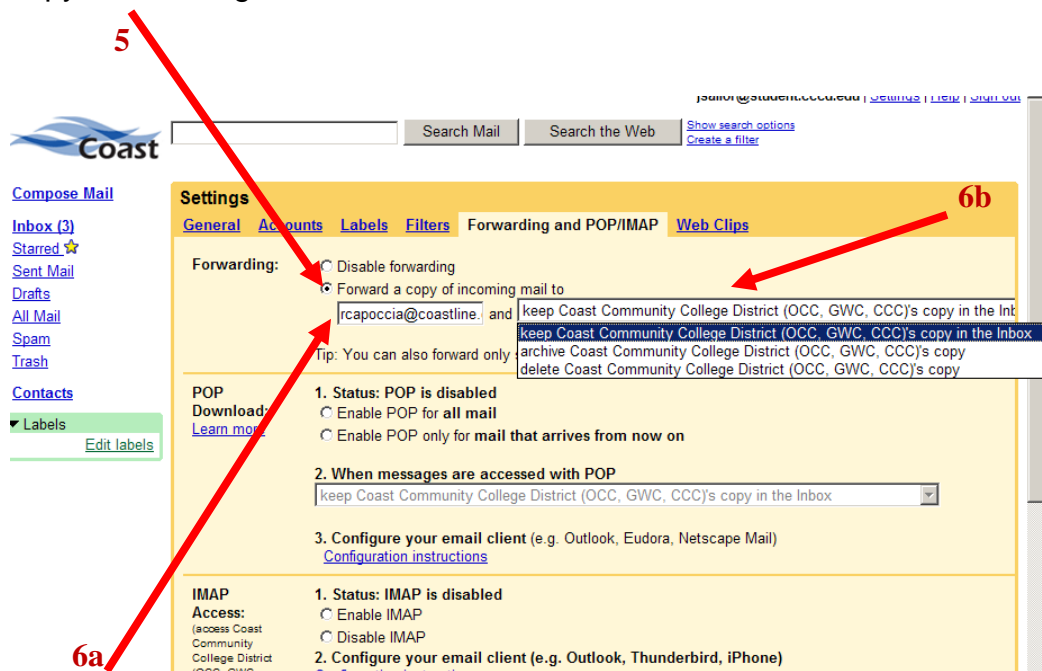 5
jsailor@student.cccd.edu | Settings | Help | Sign out
Coast
Search Mail
Search the Web
Show search options
Create a filter
Compose Mail
Inbox (3)
Starred
Sent Mail
Drafts
All Mail
Spam
Trash
Contacts
Labels
Edit labels
Settings
6b
General Accounts Labels Filters Forwarding and POP/IMAP Web Clips
Forwarding:
Disable forwarding
Forward a copy of incoming mail to
rcapoccia@coastline. and keep Coast Community College District (OCC, GWC, CCC)'s copy in the Inb
keep Coast Community College District (OCC, GWC, CCC)'s copy in the Inbox
archive Coast Community College District (OCC, GWC, CCC)'s copy
delete Coast Community College District (OCC, GWC, CCC)'s copy
Tip: You can also forward only
POP Download:
Learn more
1. Status: POP is disabled
Enable POP for all mail
Enable POP only for mail that arrives from now on
2. When messages are accessed with POP
keep Coast Community College District (OCC, GWC, CCC)'s copy in the Inbox
3. Configure your email client (e.g. Outlook, Eudora, Netscape Mail)
Configuration instructions
IMAP
Access:
(access Coast
Community
College District
(OCC, GWC,
1. Status: IMAP is disabled
Enable IMAP
Disable IMAP
2. Configure your email client (e.g. Outlook, Thunderbird, iPhone)
6a